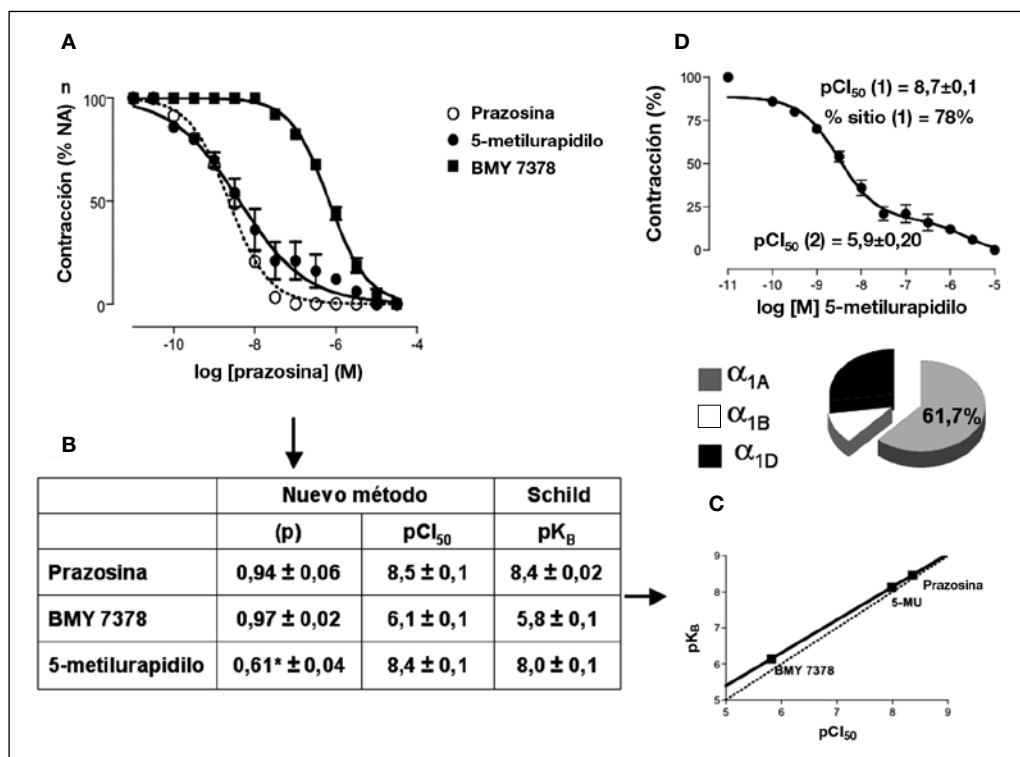 A
n
Contracción (% NA)
100
50
0
-10
-8
-6
-4
log [prazosina] (M)
Prazosina
5-metilurapidilo
BMY 7378
D
Contracción (%)
100
75
50
25
0
pCI50 (1) = 8,7±0,1
% sitio (1) = 78%
pCI50 (2) = 5,9±0,20
-11
-10
-9
-8
-7
-6
-5
log [M] 5-metilurapidilo
α1A
α1B
α1D
61,7%
B
Nuevo método Schild
(p) pCI50 pKB
Prazosina 0,94 ± 0,06 8,5 ± 0,1 8,4 ± 0,02
BMY 7378 0,97 ± 0,02 6,1 ± 0,1 5,8 ± 0,1
5-metilurapidilo 0,61* ± 0,04 8,4 ± 0,1 8,0 ± 0,1
C
pKB
9
8
7
6
5
Prazosina
5-MU
BMY 7378
5
6
7
8
9
pCI50